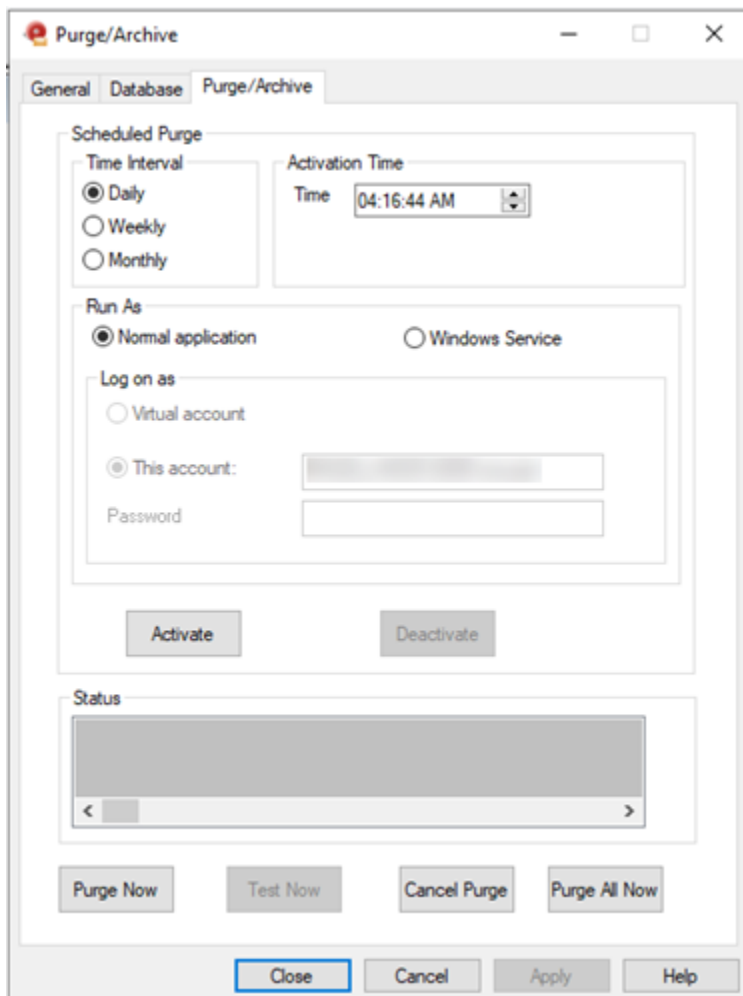 Purge/Archive
General Database Purge/Archive
Scheduled Purge
Time Interval
Daily
Weekly
Monthly
Activation Time
Time 04:16:44 AM
Run As
Normal application Windows Service
Log on as
Virtual account
This account:
Password
Activate Deactivate
Status
Purge Now Test Now Cancel Purge Purge All Now
Close Cancel Apply Help